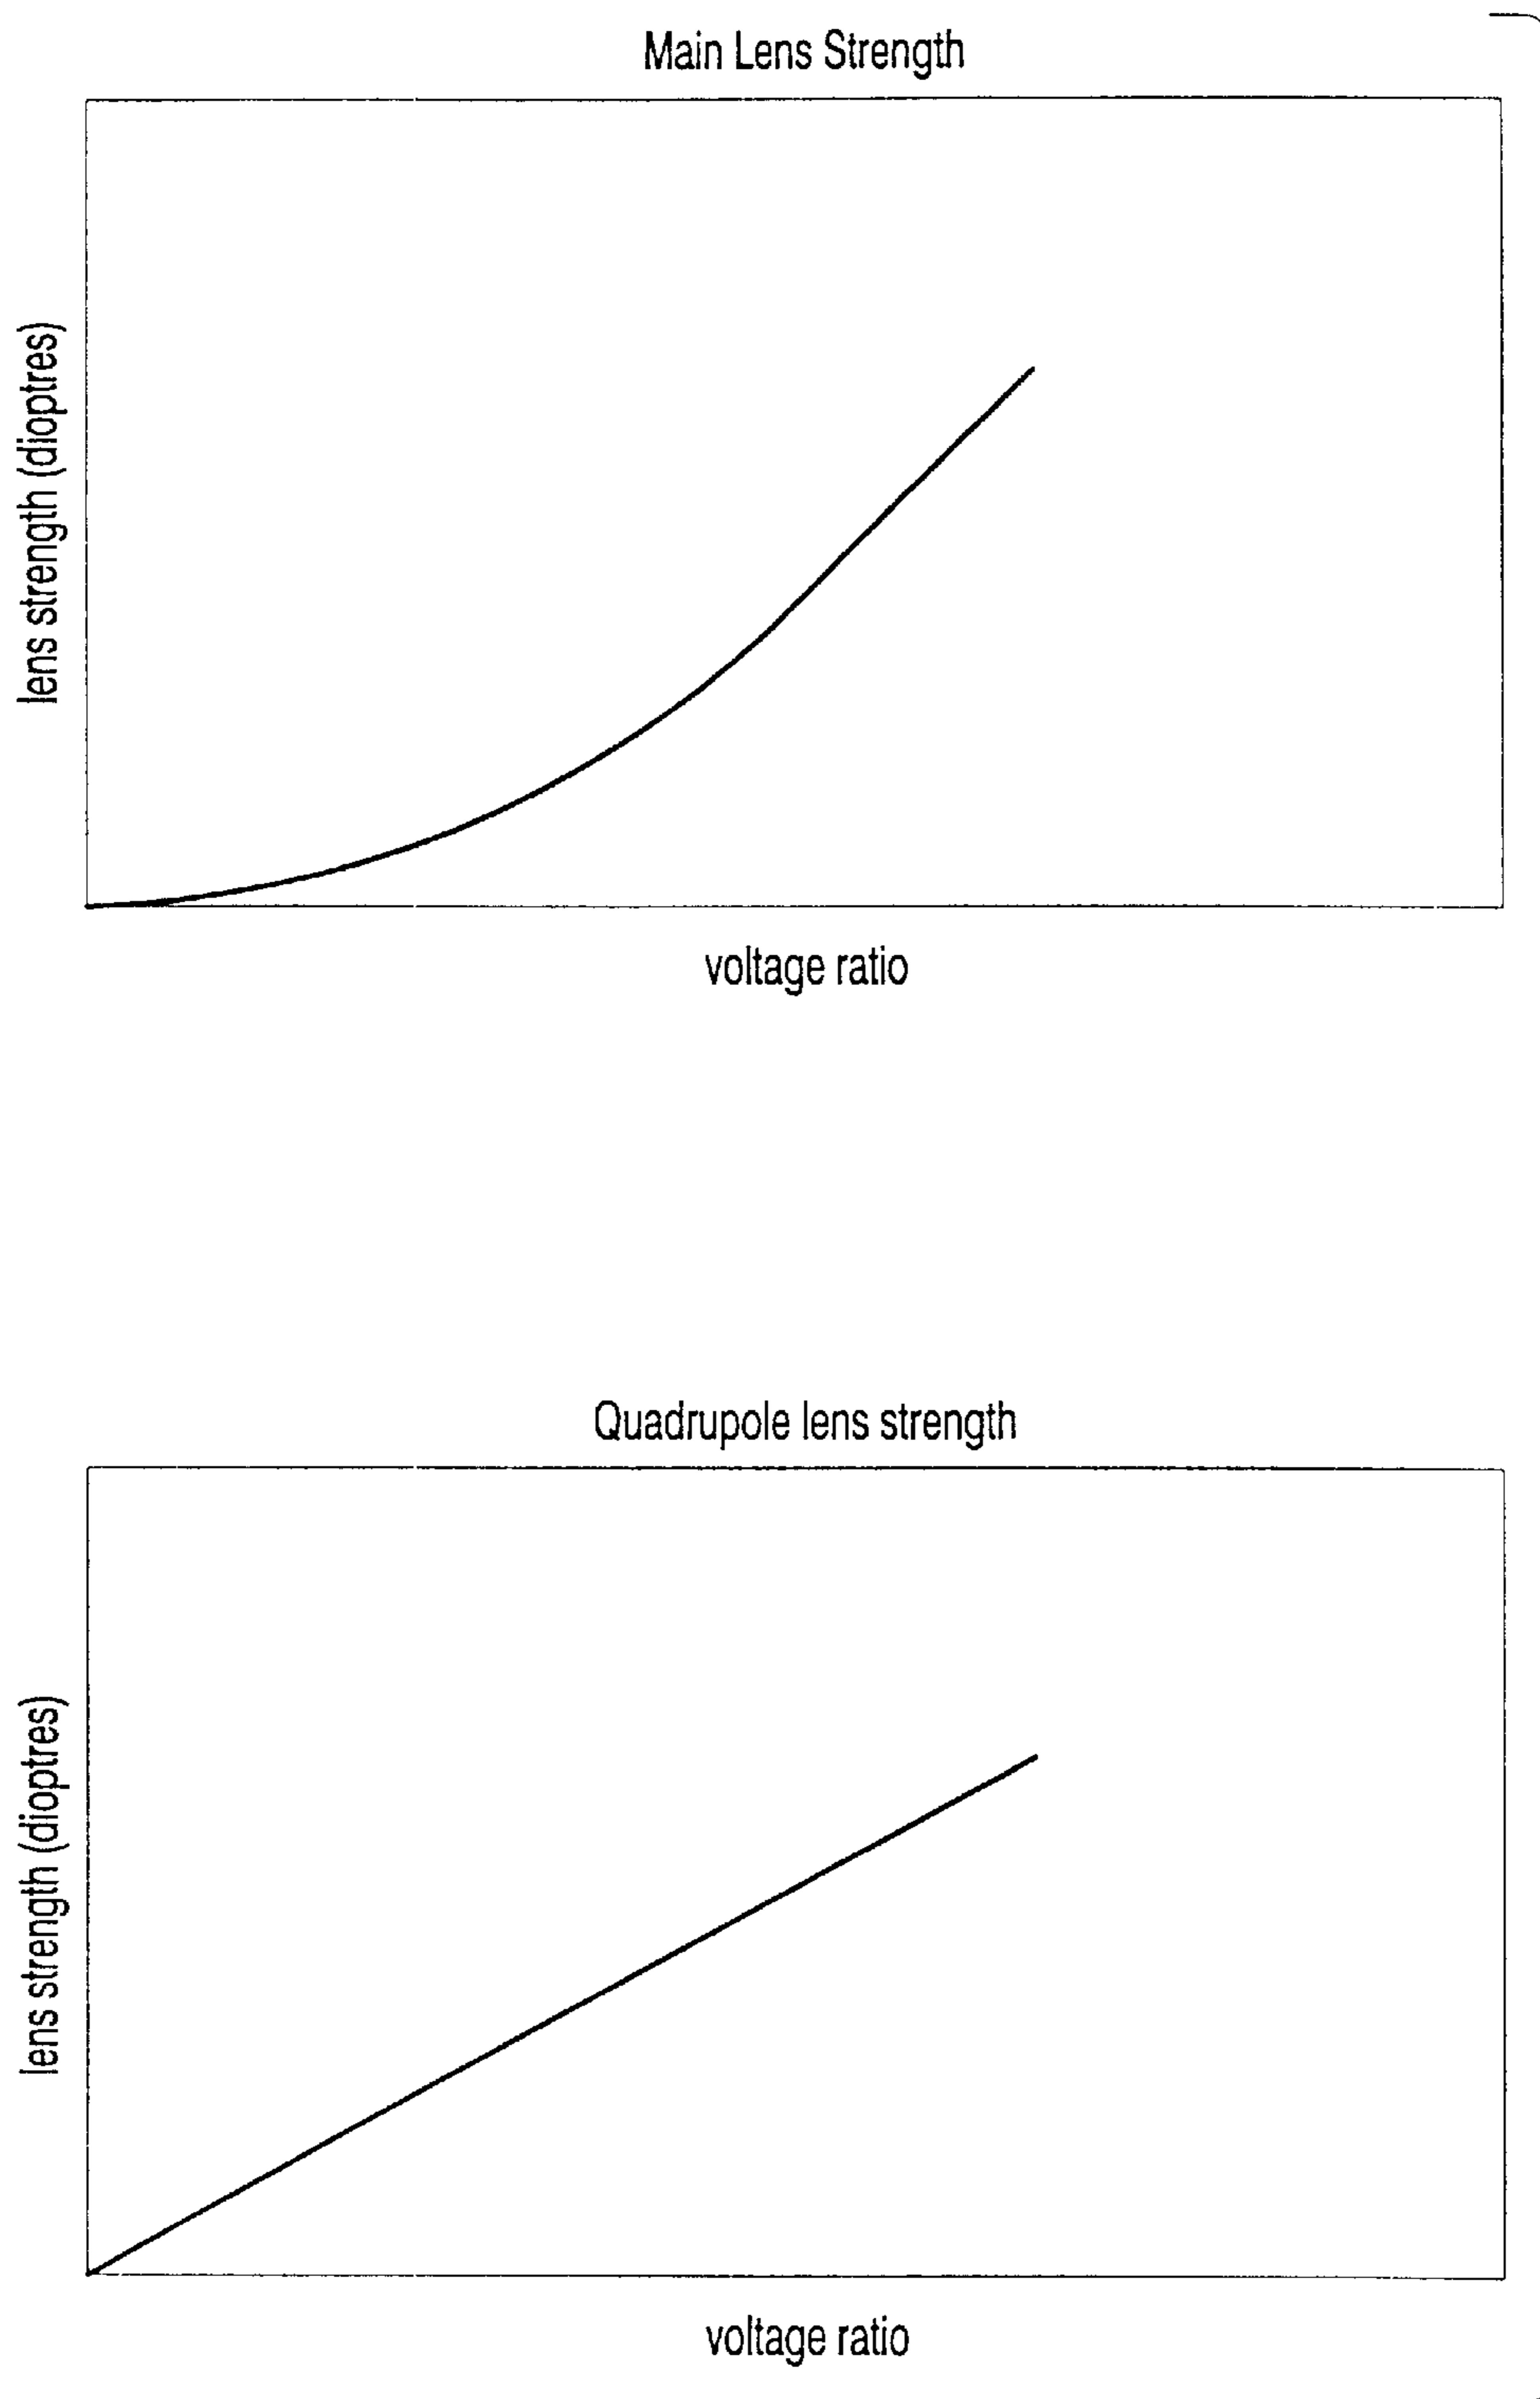 Main Lens Strength
lens strength (dioptres)
voltage ratio
Quadrupole lens strength
lens strength (dioptres)
voltage ratio